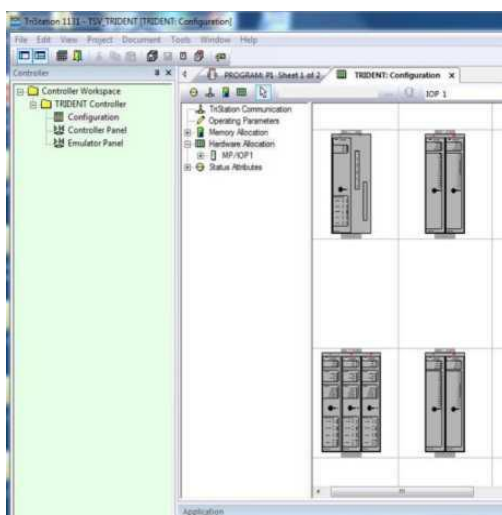 TriStation 1131 - TSV_TRIDENT [TRIDENT: Configuration]
File Edit View Project Document Tools Window Help
Controller
PROGRAM: P1 - Sheet 1 of 2
TRIDENT: Configuration
IOP 1
Controller Workspace
TRIDENT Controller
Configuration
Controller Panel
Emulator Panel
TriStation Communication
Operating Parameters
Memory Allocation
Hardware Allocation
MP/IOP1
Status Attributes
Application